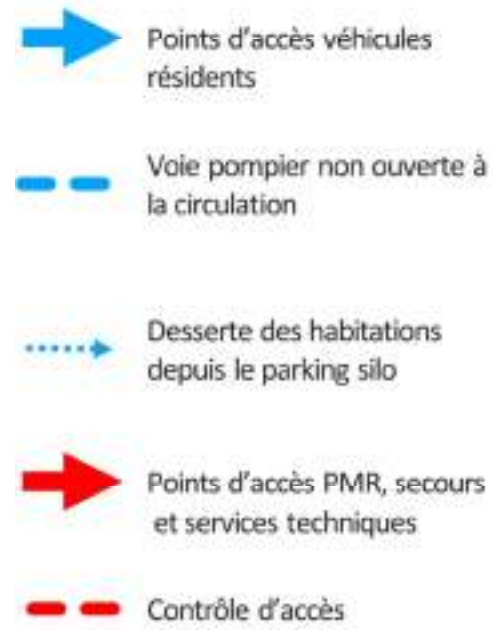 Points d'accès véhicules
résidents
Voie pompier non ouverte à
la circulation
Desserte des habitations
depuis le parking silo
Points d'accès PMR, secours
et services techniques
Contrôle d'accès